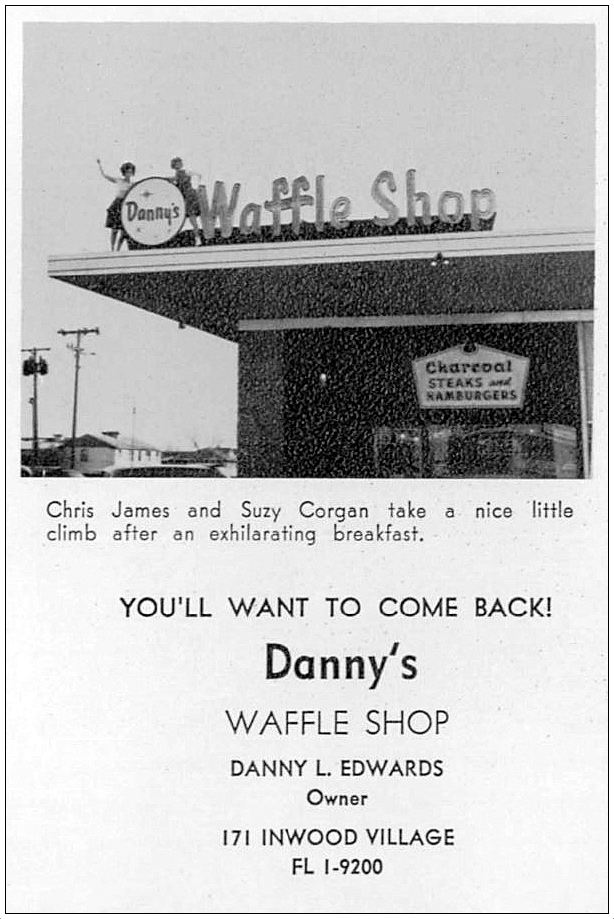 Danny's
Waffle Shop
Charcoal
STEAKS and
HAMBURGERS
Chris James and Suzy Corgan take a nice little
climb after an exhilarating breakfast.
YOU'LL WANT TO COME BACK!
Danny's
WAFFLE SHOP
DANNY L. EDWARDS
Owner
171 INWOOD VILLAGE
FL 1-9200